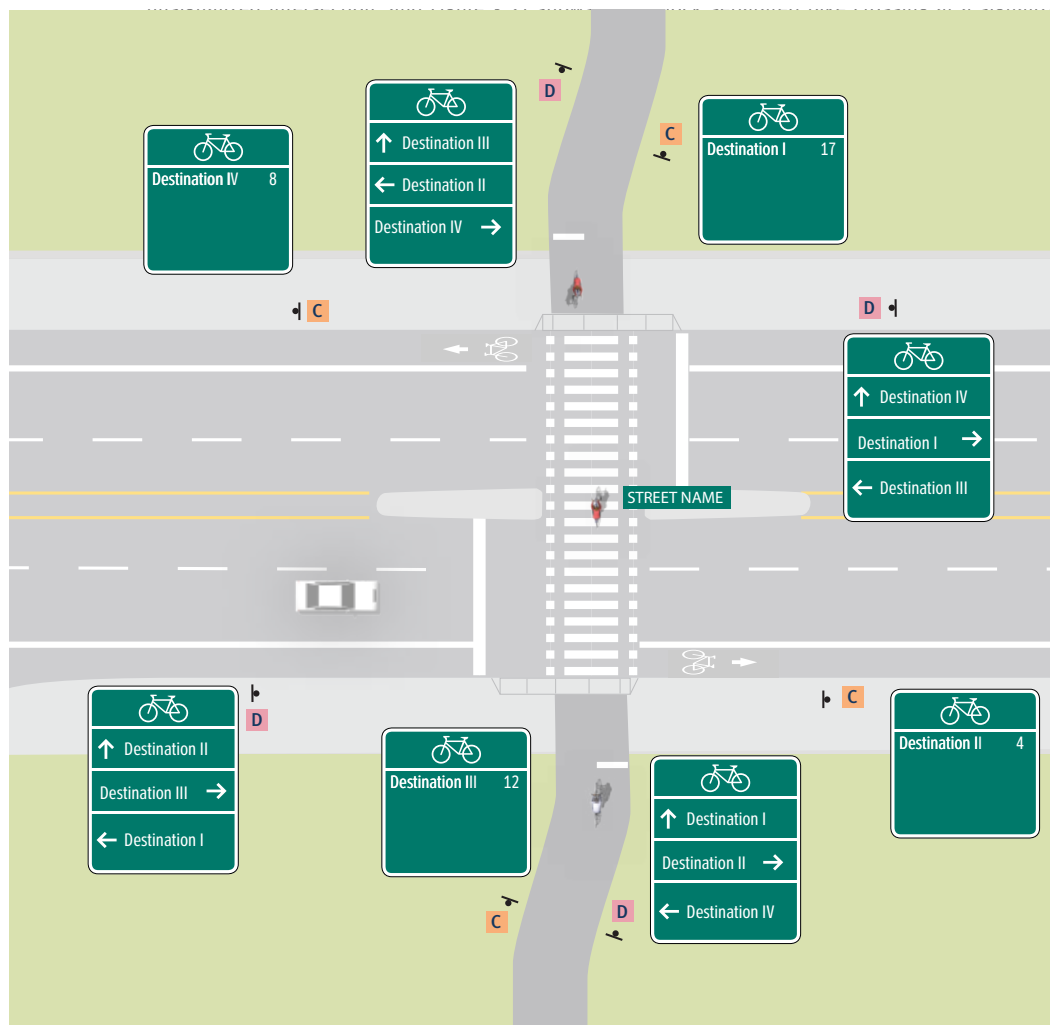 D
C
Destination III
Destination II
Destination IV
Destination I 17
Destination IV 8
C
D
Destination IV
Destination I
Destination III
STREET NAME
D
C
Destination II
Destination III
Destination I
Destination III 12
Destination I
Destination II
Destination IV
Destination II 4
C
D